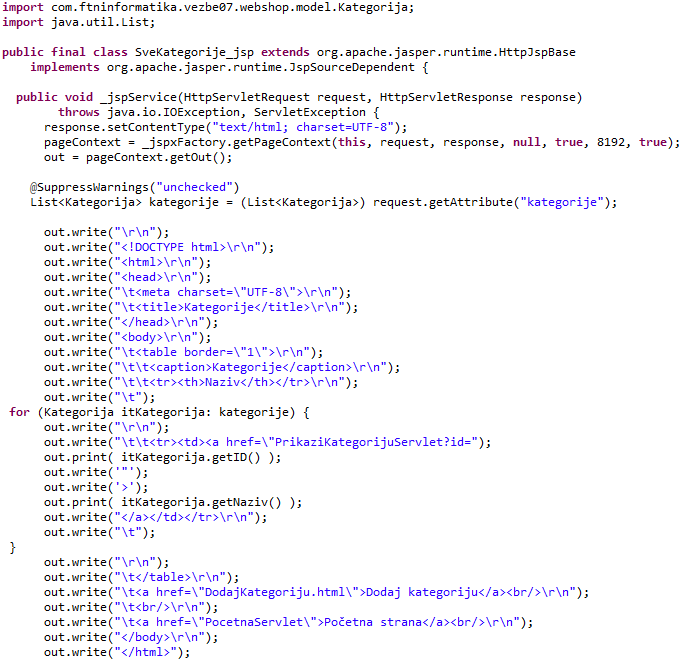 import com.ftninformatika.vezbe07.webshop.model.Kategorija;
import java.util.List;

public final class SveKategorije_jsp extends org.apache.jasper.runtime.HttpJspBase
    implements org.apache.jasper.runtime.JspSourceDependent {

  public void _jspService(HttpServletRequest request, HttpServletResponse response)
        throws java.io.IOException, ServletException {
      response.setContentType("text/html; charset=UTF-8");
      pageContext = _jspxFactory.getPageContext(this, request, response, null, true, 8192, true);
      out = pageContext.getOut();

    @SuppressWarnings("unchecked")
    List<Kategorija> kategorije = (List<Kategorija>) request.getAttribute("kategorije");

      out.write("\r\n");
      out.write("<!DOCTYPE html>\r\n");
      out.write("<html>\r\n");
      out.write("<head>\r\n");
      out.write("\t<meta charset=\"UTF-8\">\r\n");
      out.write("\t<title>Kategorije</title>\r\n");
      out.write("</head>\r\n");
      out.write("<body>\r\n");
      out.write("\t<table border=\"1\">\r\n");
      out.write("\t\t<caption>Kategorije</caption>\r\n");
      out.write("\t\t<tr><th>Naziv</th></tr>\r\n");
      out.write("\t");
 for (Kategorija itKategorija: kategorije) {
      out.write("\r\n");
      out.write("\t\t<tr><td><a href=\"PrikaziKategorijuServlet?id=");
      out.print( itKategorija.getID() );
      out.write('"');
      out.write('>');
      out.print( itKategorija.getNaziv() );
      out.write("</a></td></tr>\r\n");
      out.write("\t");
 }
      out.write("\r\n");
      out.write("\t</table>\r\n");
      out.write("\t<a href=\"DodajKategoriju.html\">Dodaj kategoriju</a><br/>\r\n");
      out.write("\t<br/>\r\n");
      out.write("\t<a href=\"PocetnaServlet\">Početna strana</a><br/>\r\n");
      out.write("</body>\r\n");
      out.write("</html>");